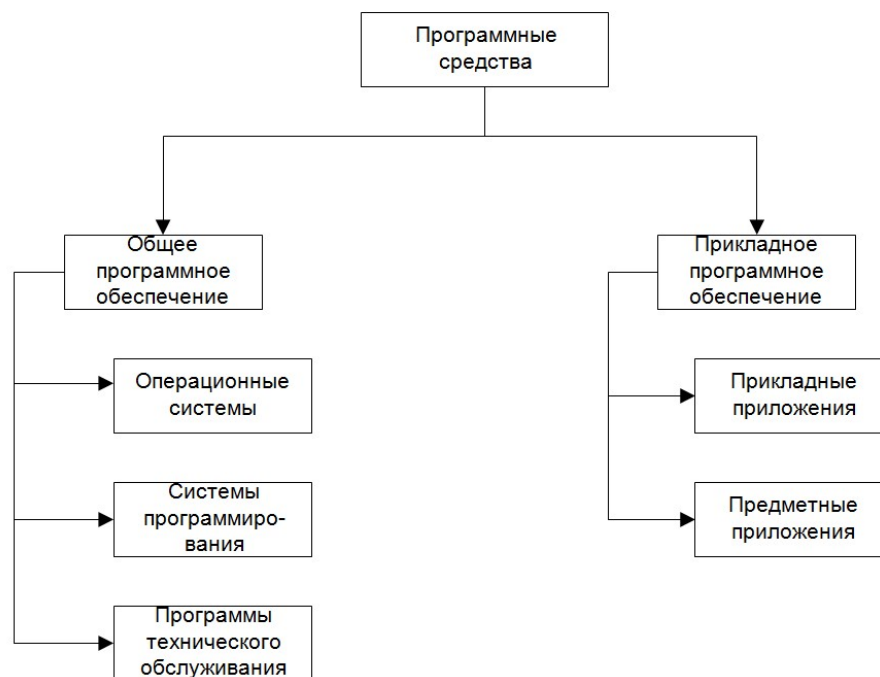 Программные
средства
Общее
программное
обеспечение
Прикладное
программное
обеспечение
Операционные
системы
Прикладные
приложения
Системы
программиро-
вания
Предметные
приложения
Программы
технического
обслуживания